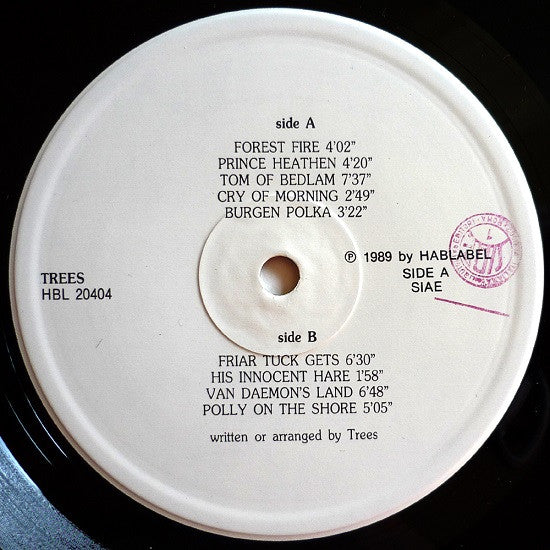 side A
FOREST FIRE 4'02"
PRINCE HEATHEN 4'20"
TOM OF BEDLAM 7'37"
CRY OF MORNING 2'49"
BURGEN POLKA 3'22"
℗ 1989 by HABLABEL
SIDE A
SIAE
TREES
HBL 20404
side B
FRIAR TUCK GETS 6'30"
HIS INNOCENT HARE 1'58"
VAN DAEMON'S LAND 6'48"
POLLY ON THE SHORE 5'05"
written or arranged by Trees